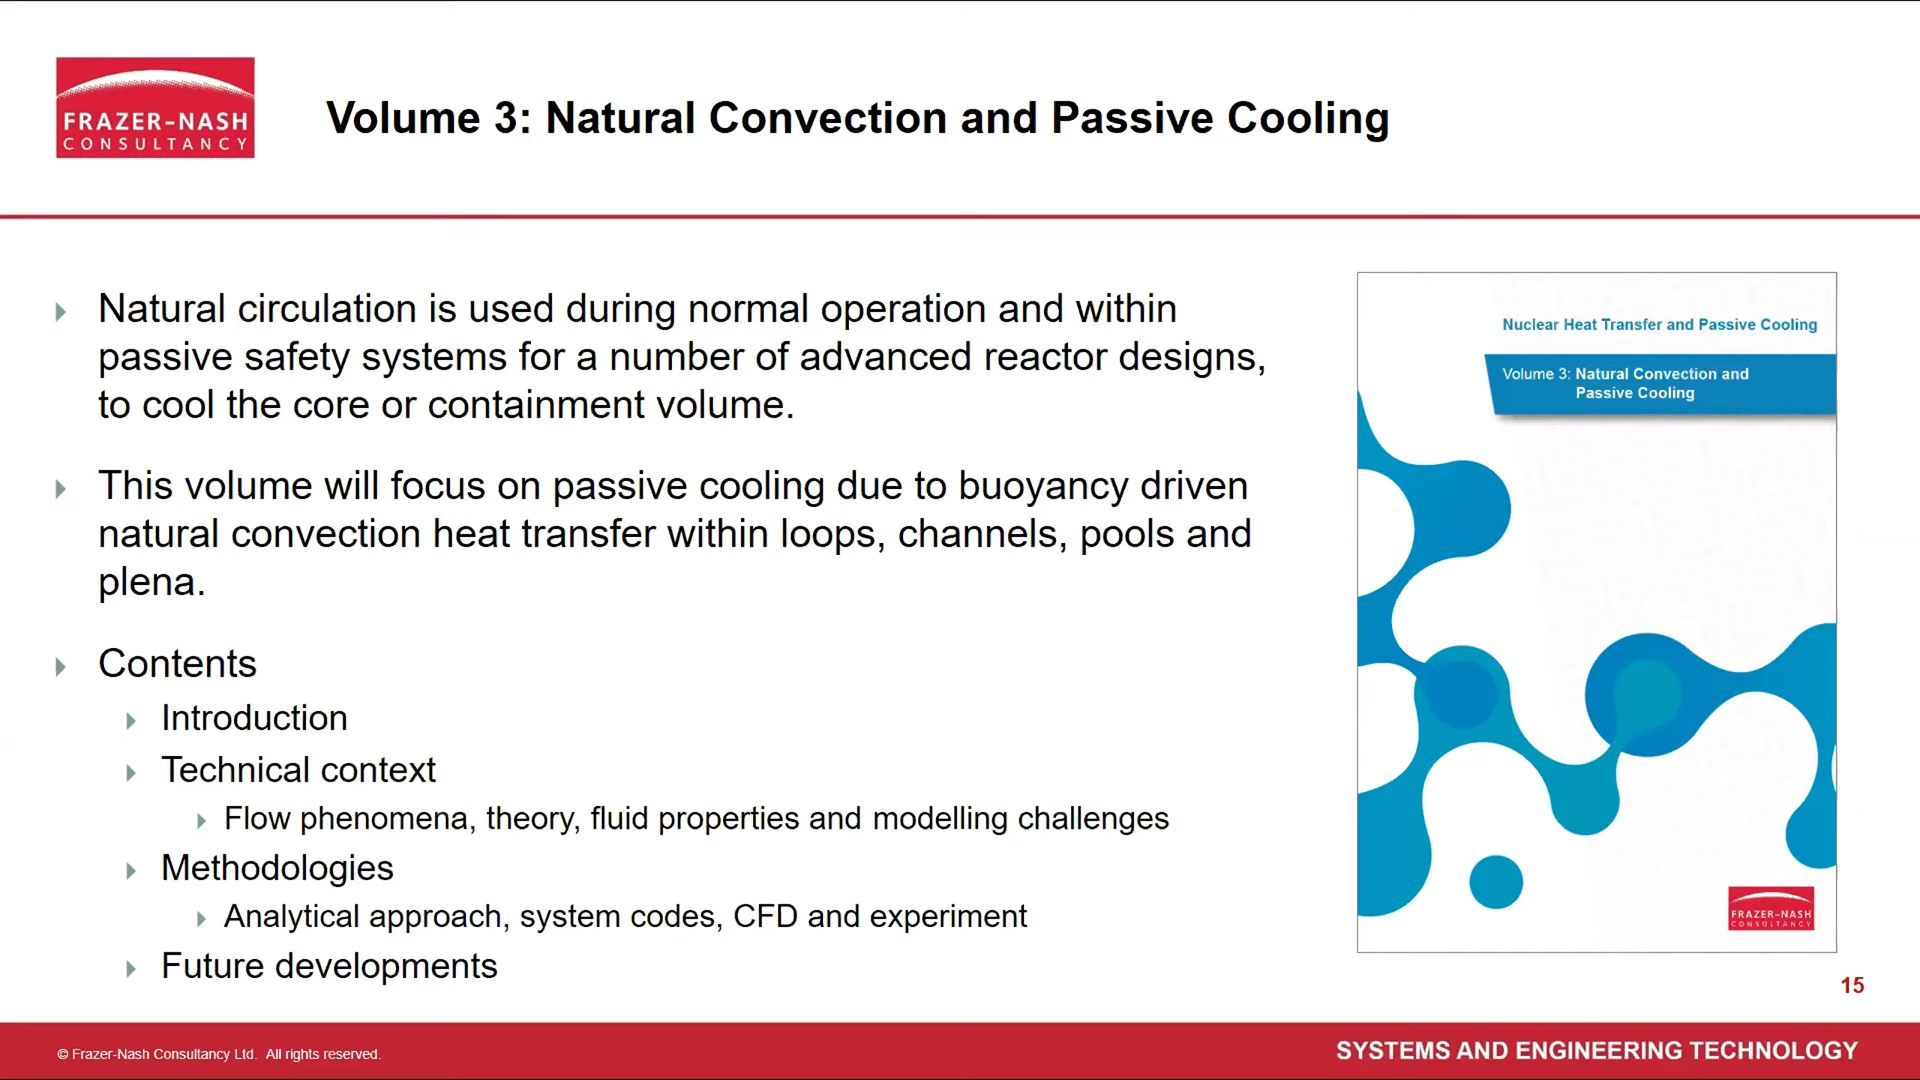 FRAZER-NASH
CONSULTANCY
Volume 3: Natural Convection and Passive Cooling
Natural circulation is used during normal operation and within
passive safety systems for a number of advanced reactor designs,
to cool the core or containment volume.
This volume will focus on passive cooling due to buoyancy driven
natural convection heat transfer within loops, channels, pools and
plena.
Contents
Introduction
Technical context
Flow phenomena, theory, fluid properties and modelling challenges
Methodologies
Analytical approach, system codes, CFD and experiment
Future developments
Nuclear Heat Transfer and Passive Cooling
Volume 3: Natural Convection and
Passive Cooling
FRAZER-NASH
CONSULTANCY
15
© Frazer-Nash Consultancy Ltd. All rights reserved.
SYSTEMS AND ENGINEERING TECHNOLOGY